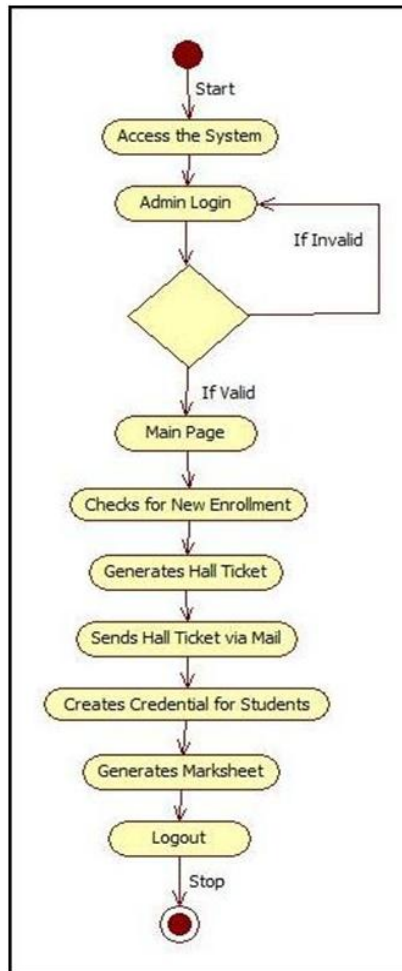 Start
Access the System
Admin Login
If Invalid
If Valid
Main Page
Checks for New Enrollment
Generates Hall Ticket
Sends Hall Ticket via Mail
Creates Credential for Students
Generates Marksheet
Logout
Stop